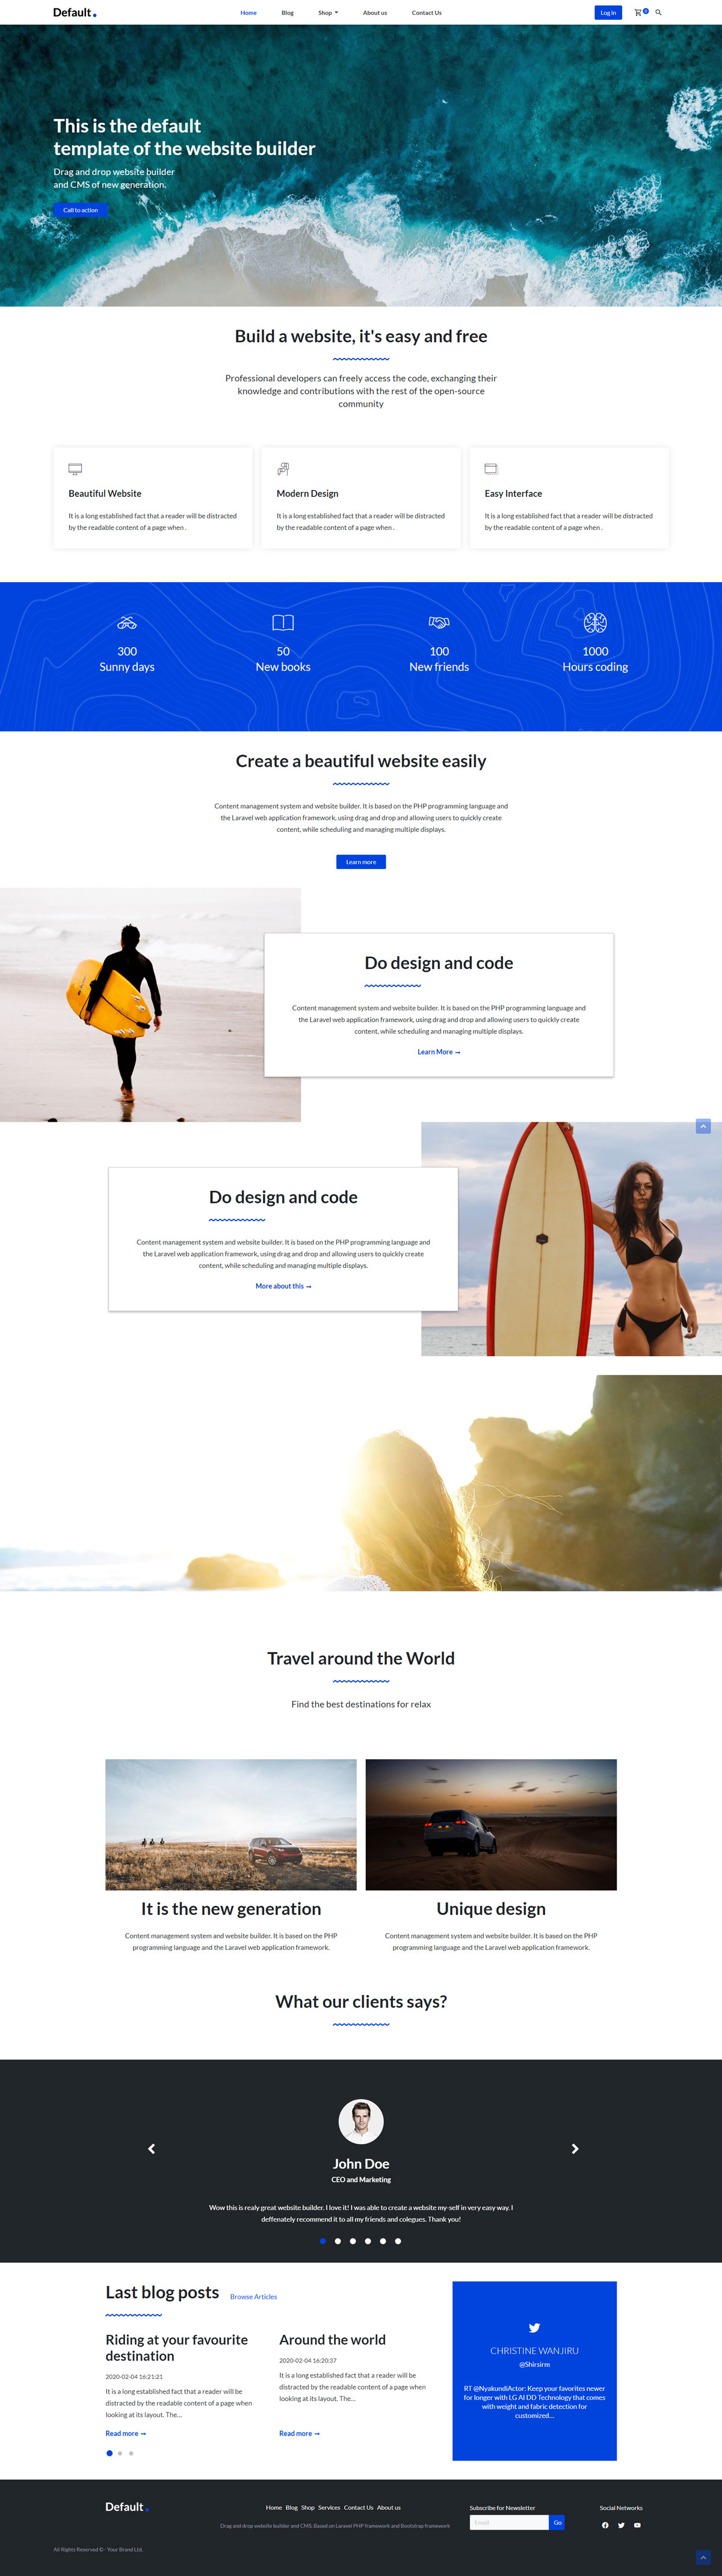 Default.
Home Blog Shop About us Contact Us
Log in
0
This is the default
template of the website builder
Drag and drop website builder
and CMS of new generation.
Call to action
Build a website, it's easy and free
Professional developers can freely access the code, exchanging their
knowledge and contributions with the rest of the open-source
community
Beautiful Website
It is a long established fact that a reader will be distracted
by the readable content of a page when .
Modern Design
It is a long established fact that a reader will be distracted
by the readable content of a page when .
Easy Interface
It is a long established fact that a reader will be distracted
by the readable content of a page when .
300
Sunny days
50
New books
100
New friends
1000
Hours coding
Create a beautiful website easily
Content management system and website builder. It is based on the PHP programming language and
the Laravel web application framework, using drag and drop and allowing users to quickly create
content, while scheduling and managing multiple displays.
Learn more
Do design and code
Content management system and website builder. It is based on the PHP programming language and
the Laravel web application framework, using drag and drop and allowing users to quickly create
content, while scheduling and managing multiple displays.
Learn More →
Do design and code
Content management system and website builder. It is based on the PHP programming language and
the Laravel web application framework, using drag and drop and allowing users to quickly create
content, while scheduling and managing multiple displays.
More about this →
Travel around the World
Find the best destinations for relax
It is the new generation
Content management system and website builder. It is based on the PHP
programming language and the Laravel web application framework.
Unique design
Content management system and website builder. It is based on the PHP
programming language and the Laravel web application framework.
What our clients says?
John Doe
CEO and Marketing
Wow this is realy great website builder. I love it! I was able to create a website my-self in very easy way. I
deffenately recommend it to all my friends and colegues. Thank you!
Last blog posts
Browse Articles
Riding at your favourite
destination
2020-02-04 16:21:21
It is a long established fact that a reader will be
distracted by the readable content of a page when
looking at its layout. The...
Read more →
Around the world
2020-02-04 16:20:37
It is a long established fact that a reader will be
distracted by the readable content of a page when
looking at its layout. The...
Read more →
CHRISTINE WANJIRU
@Shirsirm
RT @NyakundiActor: Keep your favorites newer
for longer with LG AI DD Technology that comes
with weight and fabric detection for
customized...
Default.
Home Blog Shop Services Contact Us About us
Drag and drop website builder and CMS. Based on Laravel PHP framework and Bootstrap framework
Subscribe for Newsletter
Email
Go
Social Networks
All Rights Reserved © - Your Brand Ltd.